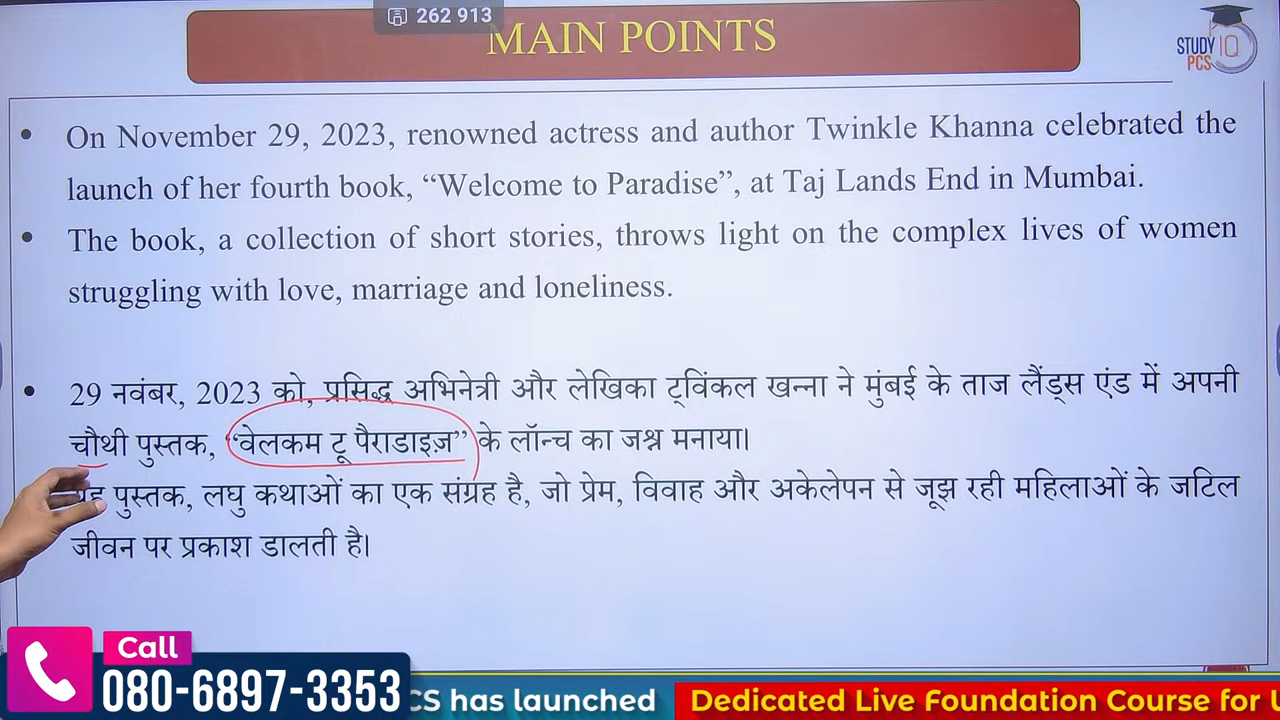 262 913
MAIN POINTS
STUDY IQ
PCS
• On November 29, 2023, renowned actress and author Twinkle Khanna celebrated the
launch of her fourth book, “Welcome to Paradise”, at Taj Lands End in Mumbai.
• The book, a collection of short stories, throws light on the complex lives of women
struggling with love, marriage and loneliness.
• 29 नवंबर, 2023 को, प्रसिद्ध अभिनेत्री और लेखिका ट्विंकल खन्ना ने मुंबई के ताज लैंड्स एंड में अपनी
चौथी पुस्तक, “वेलकम टू पैराडाइज़” के लॉन्च का जश्न मनाया।
पुस्तक, लघु कथाओं का एक संग्रह है, जो प्रेम, विवाह और अकेलेपन से जूझ रही महिलाओं के जटिल
जीवन पर प्रकाश डालती है।
Call
080-6897-3353
CS has launched
Dedicated Live Foundation Course for